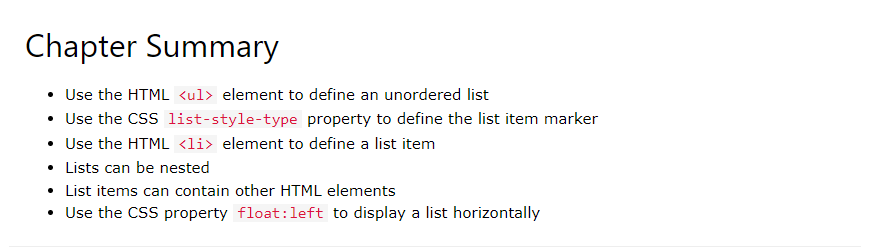 Chapter Summary
• Use the HTML <ul> element to define an unordered list
• Use the CSS list-style-type property to define the list item marker
• Use the HTML <li> element to define a list item
• Lists can be nested
• List items can contain other HTML elements
• Use the CSS property float:left to display a list horizontally